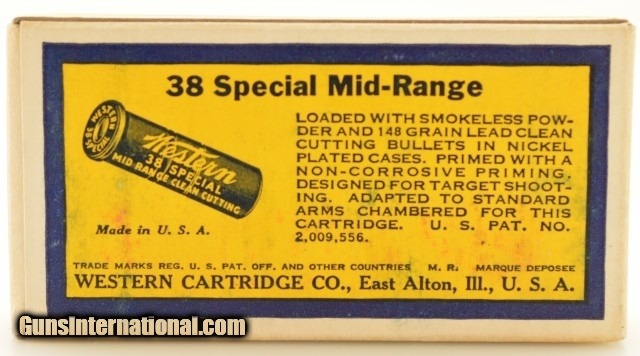 38 Special Mid-Range
WESTERN
38 SPECIAL
Western
38 SPECIAL
MID RANGE CLEAN CUTTING
Made in U. S. A.
LOADED WITH SMOKELESS POW-
DER AND 148 GRAIN LEAD CLEAN
CUTTING BULLETS IN NICKEL
PLATED CASES. PRIMED WITH A
NON-CORROSIVE PRIMING.
DESIGNED FOR TARGET SHOOT-
ING. ADAPTED TO STANDARD
ARMS CHAMBERED FOR THIS
CARTRIDGE. U. S. PAT. NO.
2,009,556.
TRADE MARKS REG. U. S. PAT. OFF. AND OTHER COUNTRIES M. R. MARQUE DEPOSEE
WESTERN CARTRIDGE CO., East Alton, Ill., U. S. A.
GunsInternational.com